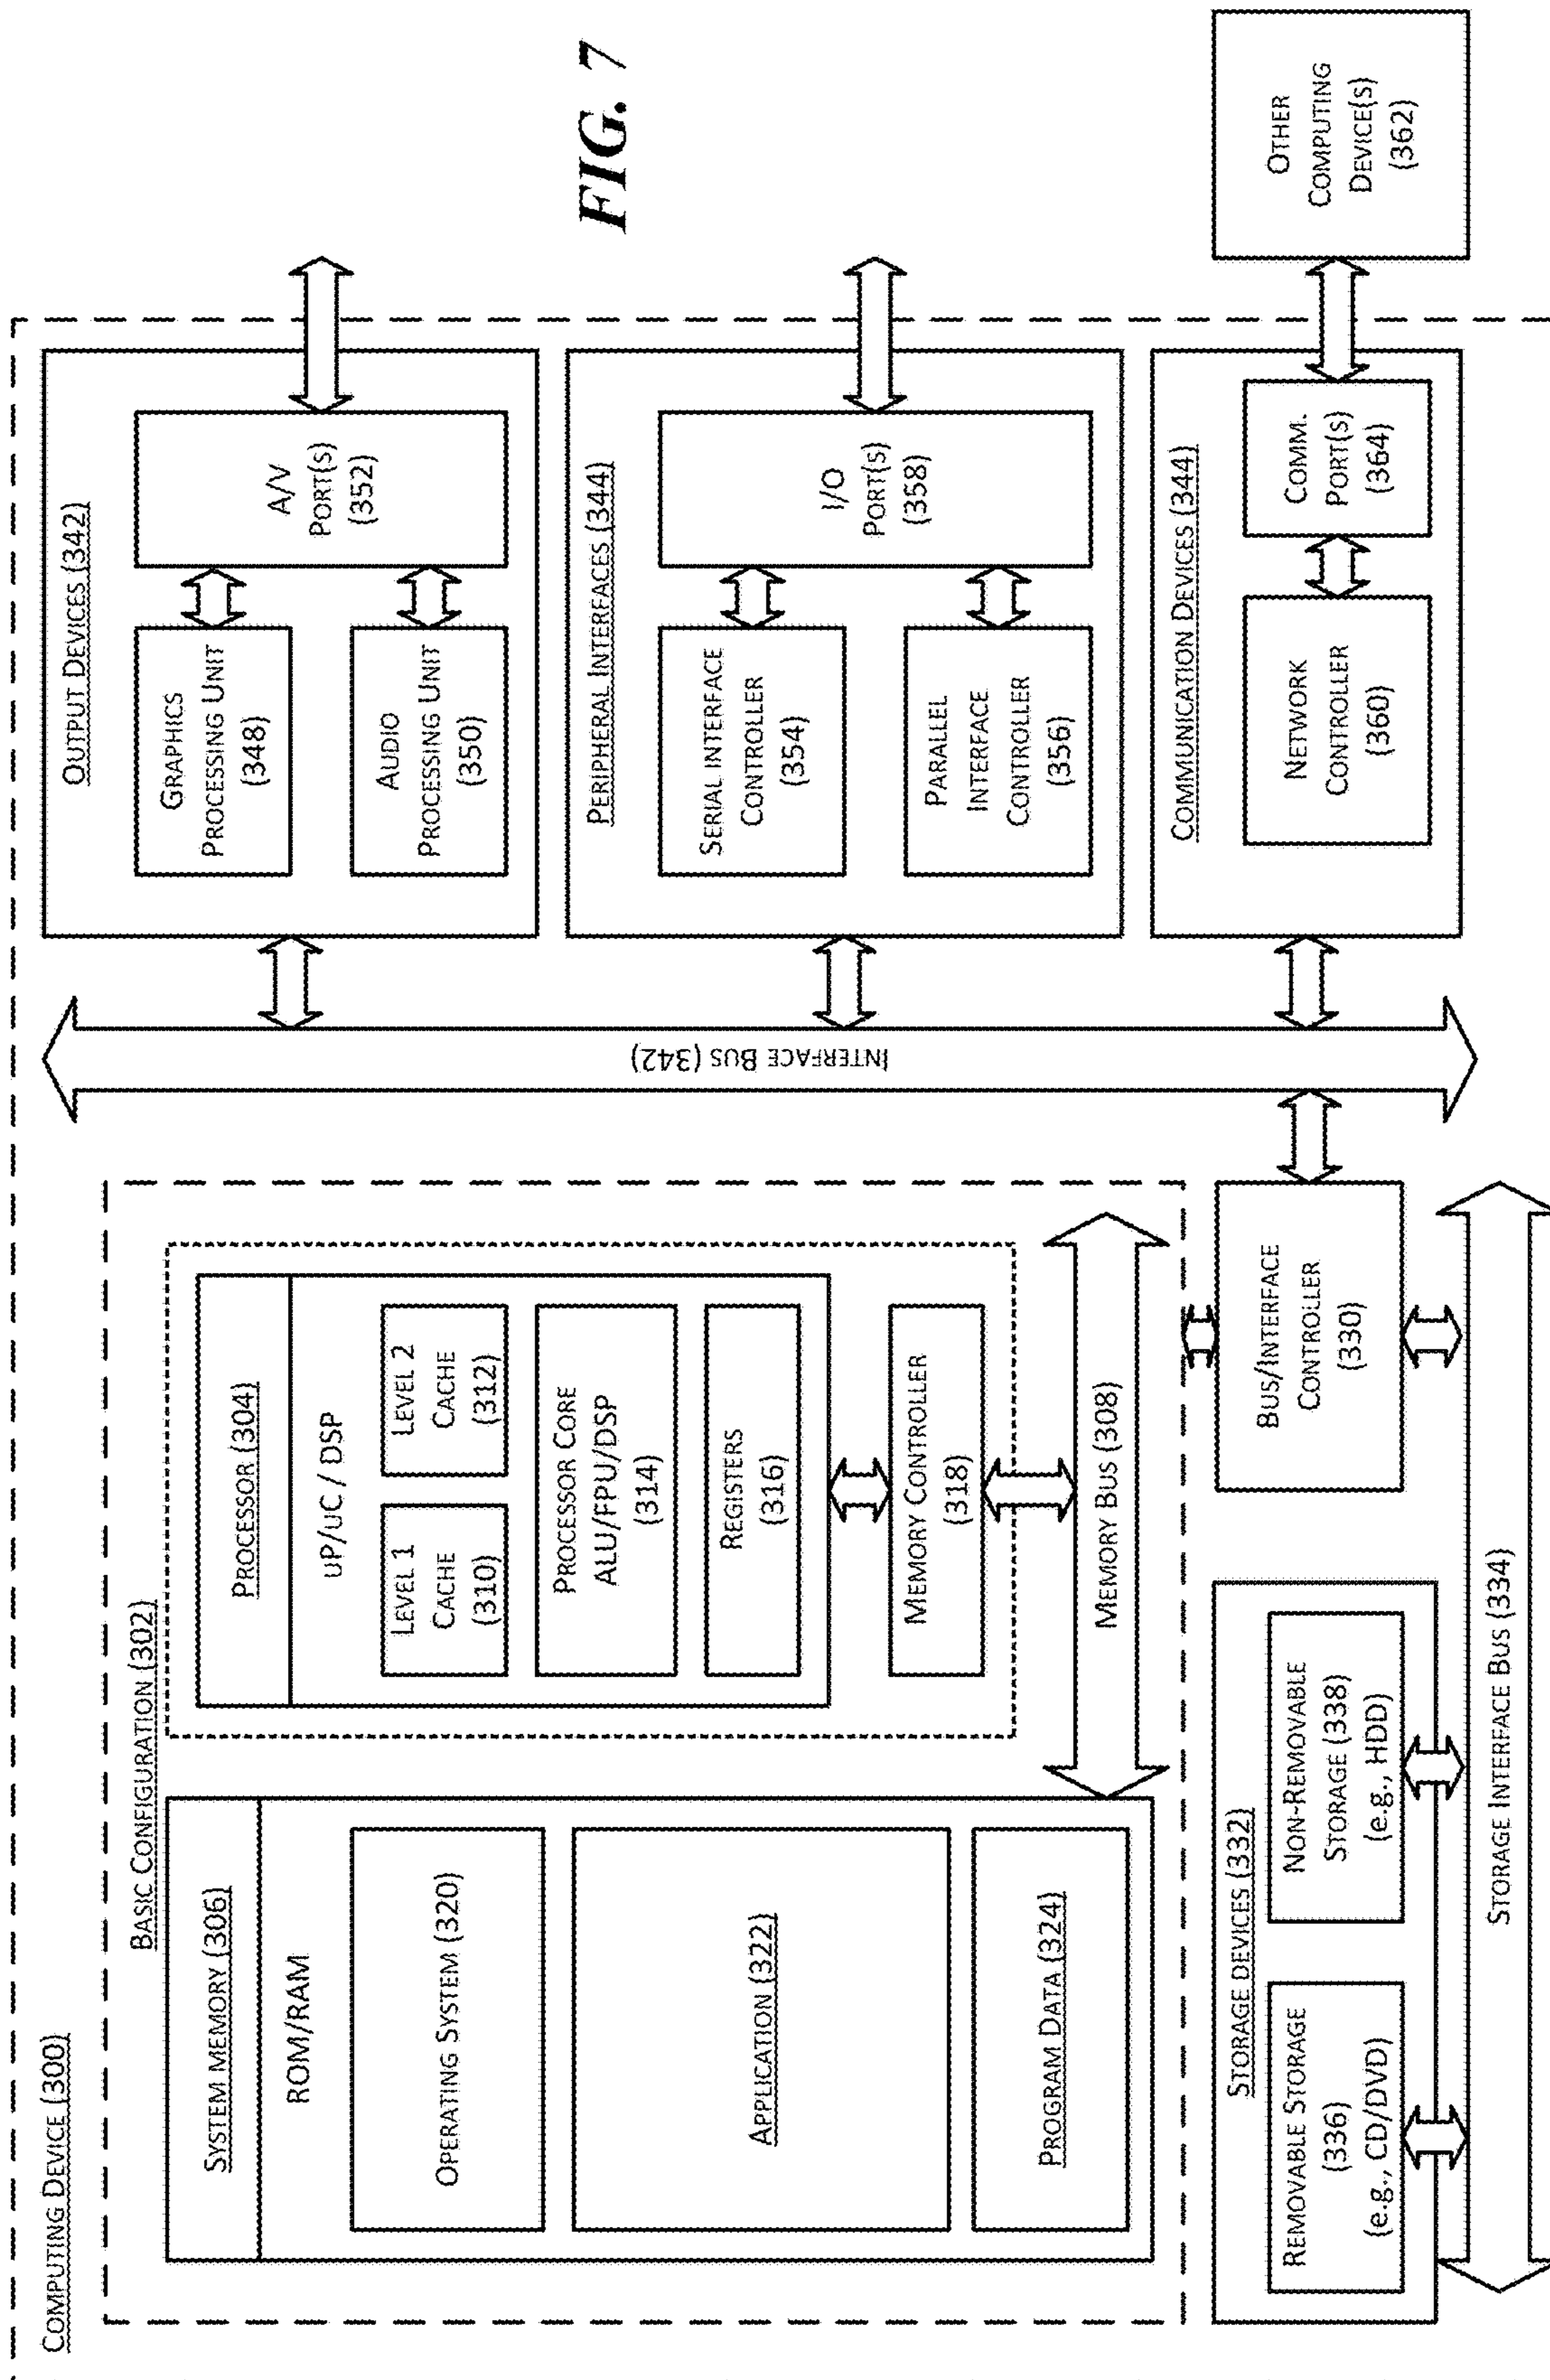 COMPUTING DEVICE (300)
BASIC CONFIGURATION (302)
SYSTEM MEMORY (306)
ROM/RAM
OPERATING SYSTEM (320)
APPLICATION (322)
PROGRAM DATA (324)
PROCESSOR (304)
UP/UC / DSP
LEVEL 1
CACHE
(310)
LEVEL 2
CACHE
(312)
PROCESSOR CORE
ALU/FPU/DSP
(314)
REGISTERS
(316)
MEMORY CONTROLLER
(318)
MEMORY BUS (308)
STORAGE DEVICES (332)
REMOVABLE STORAGE
(336)
(e.g., CD/DVD)
NON-REMOVABLE
STORAGE (338)
(e.g., HDD)
STORAGE INTERFACE BUS (334)
BUS/INTERFACE
CONTROLLER
(330)
INTERFACE BUS (342)
OUTPUT DEVICES (342)
GRAPHICS
PROCESSING UNIT
(348)
AUDIO
PROCESSING UNIT
(350)
A/V
PORT(S)
(352)
PERIPHERAL INTERFACES (344)
SERIAL INTERFACE
CONTROLLER
(354)
PARALLEL
INTERFACE
CONTROLLER
(356)
I/O
PORT(S)
(358)
COMMUNICATION DEVICES (344)
NETWORK
CONTROLLER
(360)
COMM.
PORT(S)
(364)
OTHER
COMPUTING
DEVICE(S)
(362)
FIG. 7